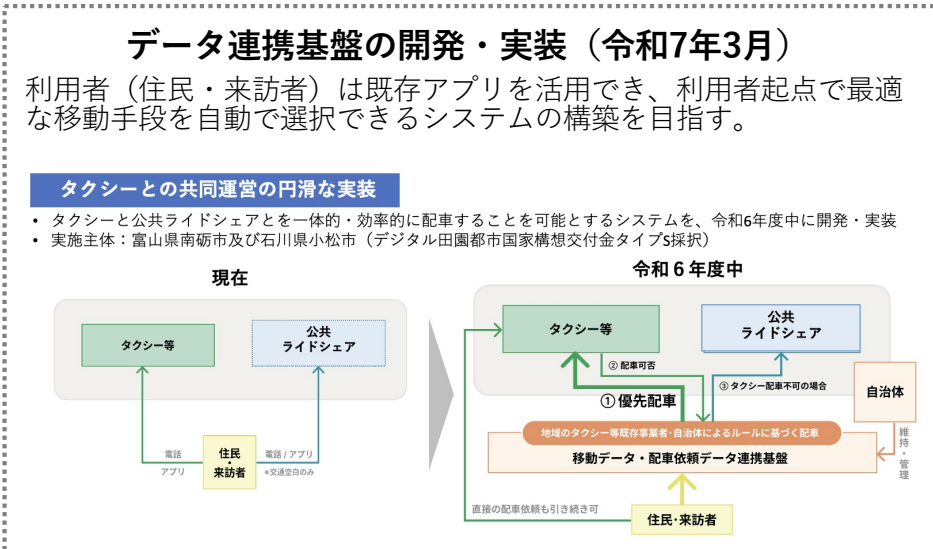 データ連携基盤の開発・実装（令和7年3月）
利用者（住民・来訪者）は既存アプリを活用でき、利用者起点で最適
な移動手段を自動で選択できるシステムの構築を目指す。
タクシーとの共同運営の円滑な実装
• タクシーと公共ライドシェアとを一体的・効率的に配車することを可能とするシステムを、令和6年度中に開発・実装
• 実施主体：富山県南砺市及び石川県小松市（デジタル田園都市国家構想交付金タイプS採択）
現在
タクシー等
公共
ライドシェア
電話
アプリ
住民
・
来訪者
電話 / アプリ
*交通空白のみ
令和６年度中
タクシー等
公共
ライドシェア
② 配車可否
③ タクシー配車不可の場合
① 優先配車
自治体
地域のタクシー等既存事業者・自治体によるルールに基づく配車
移動データ・配車依頼データ連携基盤
維持・管理
直接の配車依頼も引き続き可
住民・来訪者